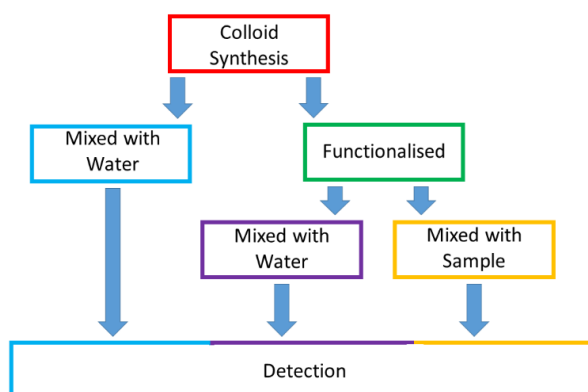 Colloid
Synthesis
Mixed with
Water
Functionalised
Mixed with
Water
Mixed with
Sample
Detection